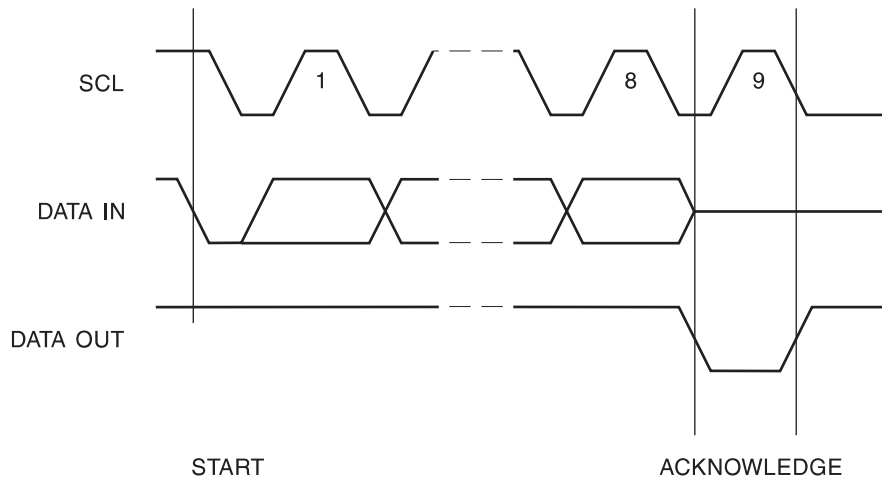 SCL
1
8
9
DATA IN
DATA OUT
START
ACKNOWLEDGE